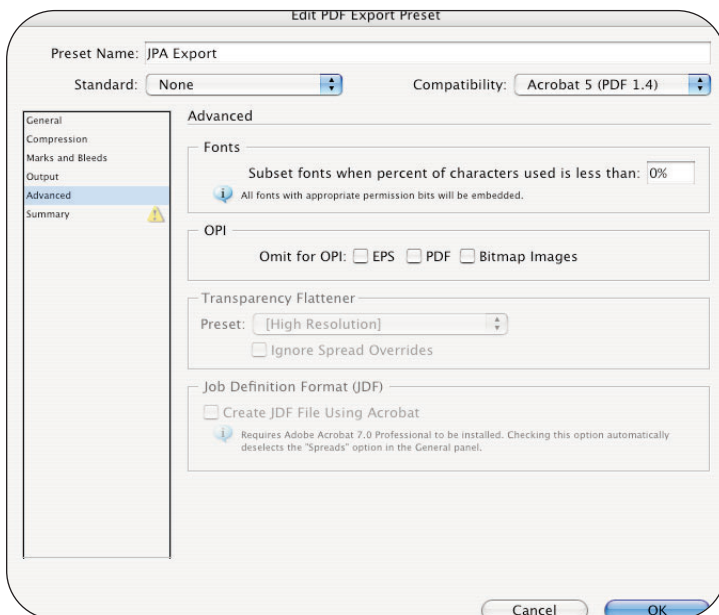 Edit PDF Export Preset
Preset Name: JPA Export
Standard: None Compatibility: Acrobat 5 (PDF 1.4)
General
Compression
Marks and Bleeds
Output
Advanced
Summary
Advanced
Fonts
Subset fonts when percent of characters used is less than: 0%
All fonts with appropriate permission bits will be embedded.
OPI
Omit for OPI: EPS PDF Bitmap Images
Transparency Flattener
Preset: [High Resolution]
Ignore Spread Overrides
Job Definition Format (JDF)
Create JDF File Using Acrobat
Requires Adobe Acrobat 7.0 Professional to be installed. Checking this option automatically
deselects the "Spreads" option in the General panel.
Cancel OK